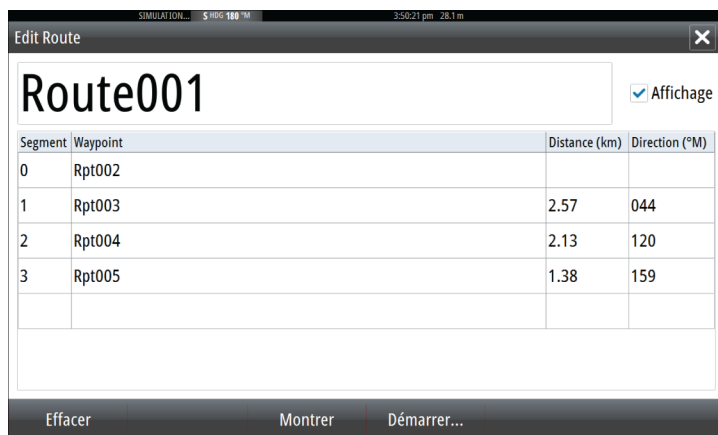 SIMULATION... S HDG 180 °M 3:50:21 pm 28.1 m
Edit Route
Route001
Affichage
Segment Waypoint Distance (km) Direction (°M)
0 Rpt002
1 Rpt003 2.57 044
2 Rpt004 2.13 120
3 Rpt005 1.38 159
Effacer Montrer Démarrer...